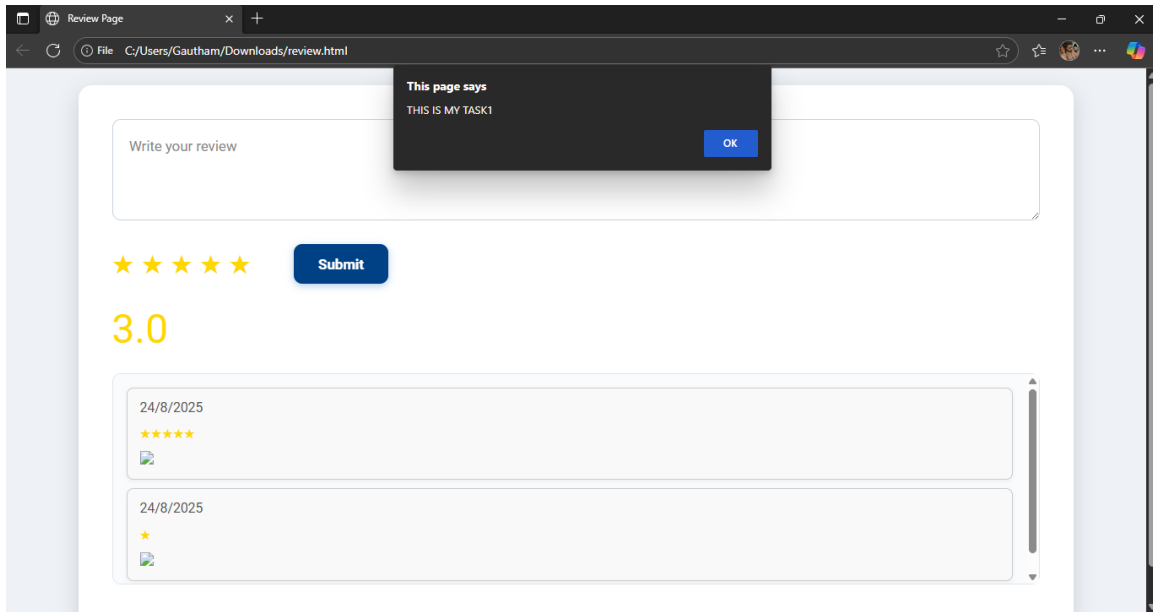 Review Page
File C:/Users/Gautham/Downloads/review.html
This page says
THIS IS MY TASK1
OK
Write your review
Submit
3.0
24/8/2025
24/8/2025